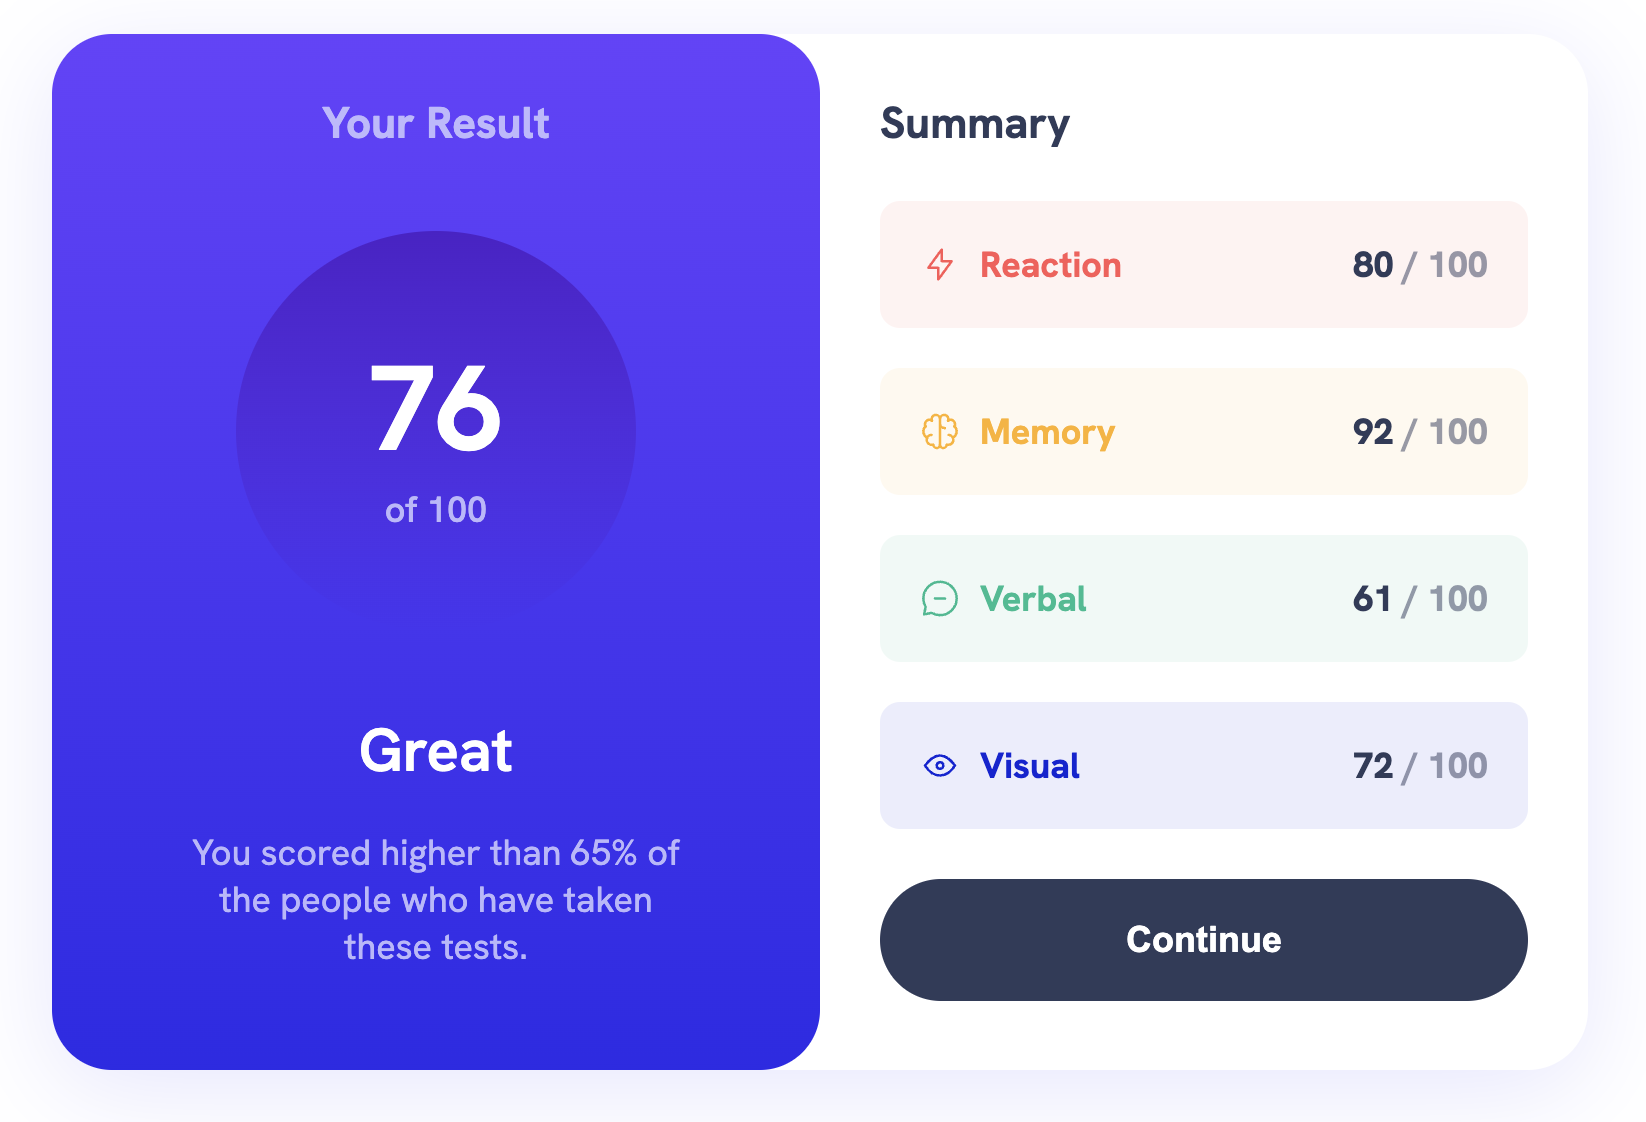 Your Result
76
of 100
Great
You scored higher than 65% of
the people who have taken
these tests.
Summary
Reaction 80 / 100
Memory 92 / 100
Verbal 61 / 100
Visual 72 / 100
Continue